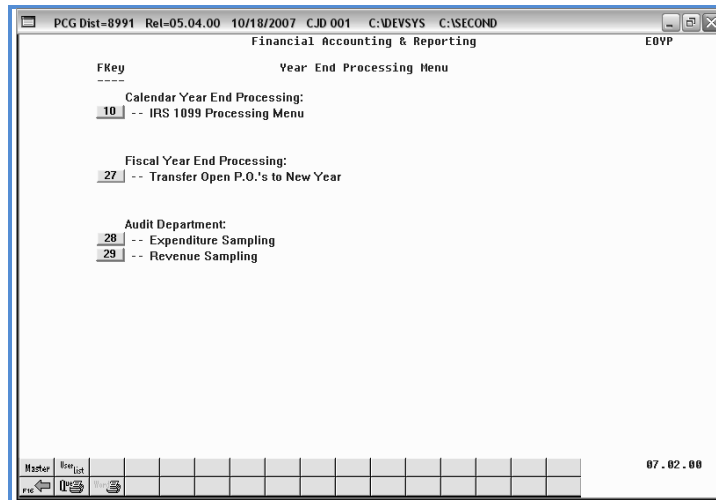 PCG Dist=8991 Rel=05.04.00 10/18/2007 CJD 001 C:\DEVSYS C:\SECOND
Financial Accounting & Reporting EOYP
FKey Year End Processing Menu
----
Calendar Year End Processing:
10 -- IRS 1099 Processing Menu
Fiscal Year End Processing:
27 -- Transfer Open P.O.'s to New Year
Audit Department:
28 -- Expenditure Sampling
29 -- Revenue Sampling
Master User List 07.02.00
F16 Que Word